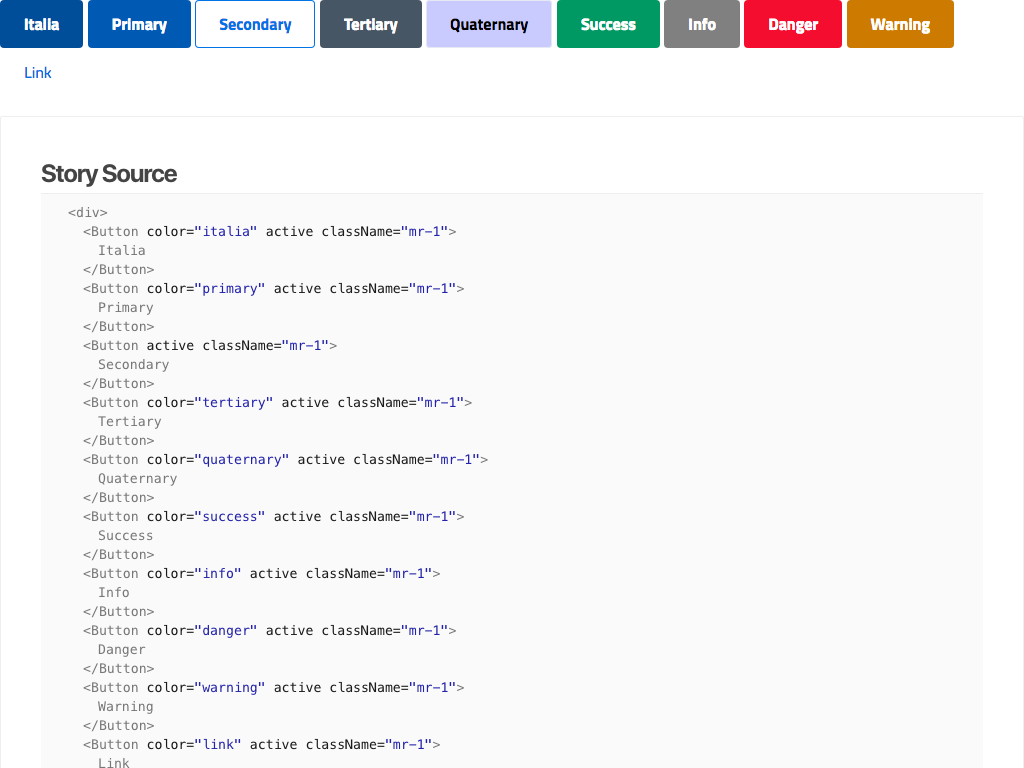 Italia Primary Secondary Tertiary Quaternary Success Info Danger Warning
Link
Story Source
<div>
<Button color="italia" active className="mr-1">
Italia
</Button>
<Button color="primary" active className="mr-1">
Primary
</Button>
<Button active className="mr-1">
Secondary
</Button>
<Button color="tertiary" active className="mr-1">
Tertiary
</Button>
<Button color="quaternary" active className="mr-1">
Quaternary
</Button>
<Button color="success" active className="mr-1">
Success
</Button>
<Button color="info" active className="mr-1">
Info
</Button>
<Button color="danger" active className="mr-1">
Danger
</Button>
<Button color="warning" active className="mr-1">
Warning
</Button>
<Button color="link" active className="mr-1">
Link